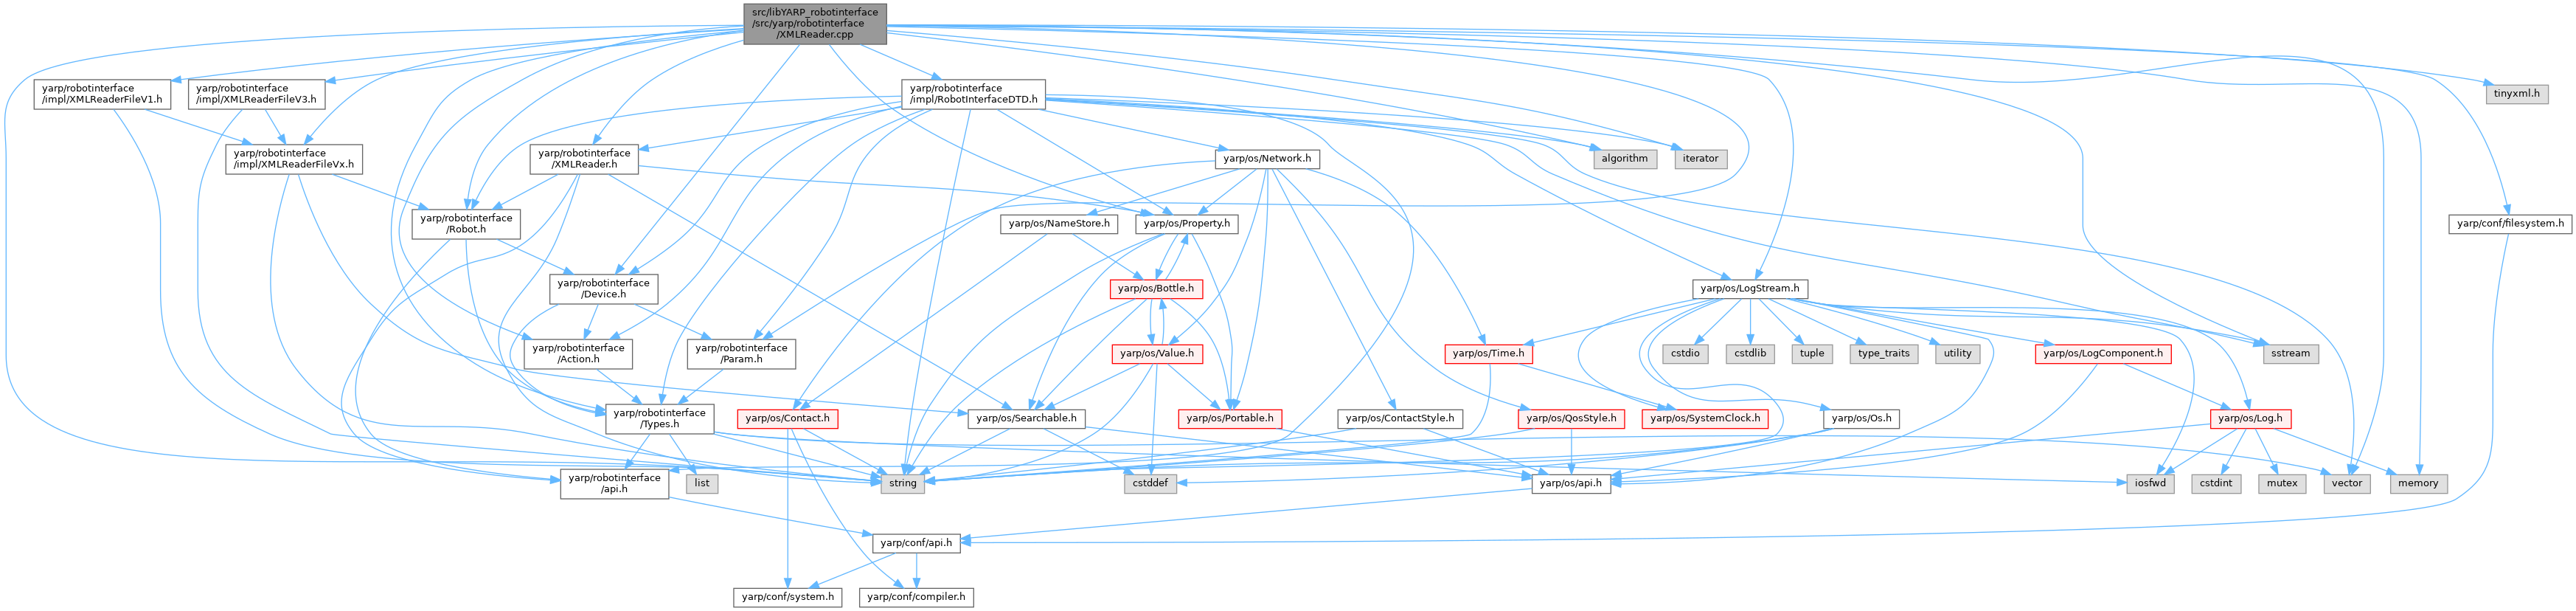 src/libYARP_robotinterface
/src/yarp/robotinterface
/XMLReader.cpp
yarp/robotinterface
/impl/XMLReaderFileV1.h
yarp/robotinterface
/impl/XMLReaderFileV3.h
yarp/robotinterface
/impl/RobotInterfaceDTD.h
tinyxml.h
yarp/robotinterface
/impl/XMLReaderFileVx.h
yarp/robotinterface
/XMLReader.h
yarp/os/Network.h
algorithm
iterator
yarp/robotinterface
/Robot.h
yarp/os/NameStore.h
yarp/os/Property.h
yarp/conf/filesystem.h
yarp/robotinterface
/Device.h
yarp/os/Bottle.h
yarp/os/LogStream.h
yarp/robotinterface
/Action.h
yarp/robotinterface
/Param.h
yarp/os/Value.h
yarp/os/Time.h
cstdio
cstdlib
tuple
type_traits
utility
yarp/os/LogComponent.h
sstream
yarp/robotinterface
/Types.h
yarp/os/Contact.h
yarp/os/Searchable.h
yarp/os/Portable.h
yarp/os/ContactStyle.h
yarp/os/QosStyle.h
yarp/os/SystemClock.h
yarp/os/Os.h
yarp/os/Log.h
yarp/robotinterface
/api.h
list
string
cstddef
yarp/os/api.h
iosfwd
cstdint
mutex
vector
memory
yarp/conf/api.h
yarp/conf/system.h
yarp/conf/compiler.h